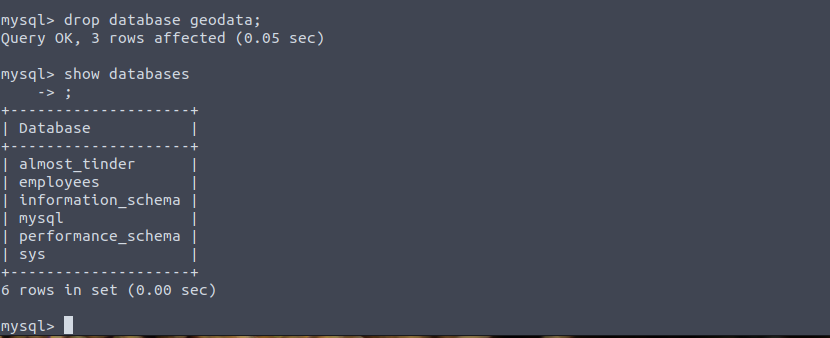 mysql> drop database geodata;
Query OK, 3 rows affected (0.05 sec)
mysql> show databases
    -> ;
+--------------------+
| Database           |
+--------------------+
| almost_tinder      |
| employees          |
| information_schema |
| mysql              |
| performance_schema |
| sys                |
+--------------------+
6 rows in set (0.00 sec)
mysql>